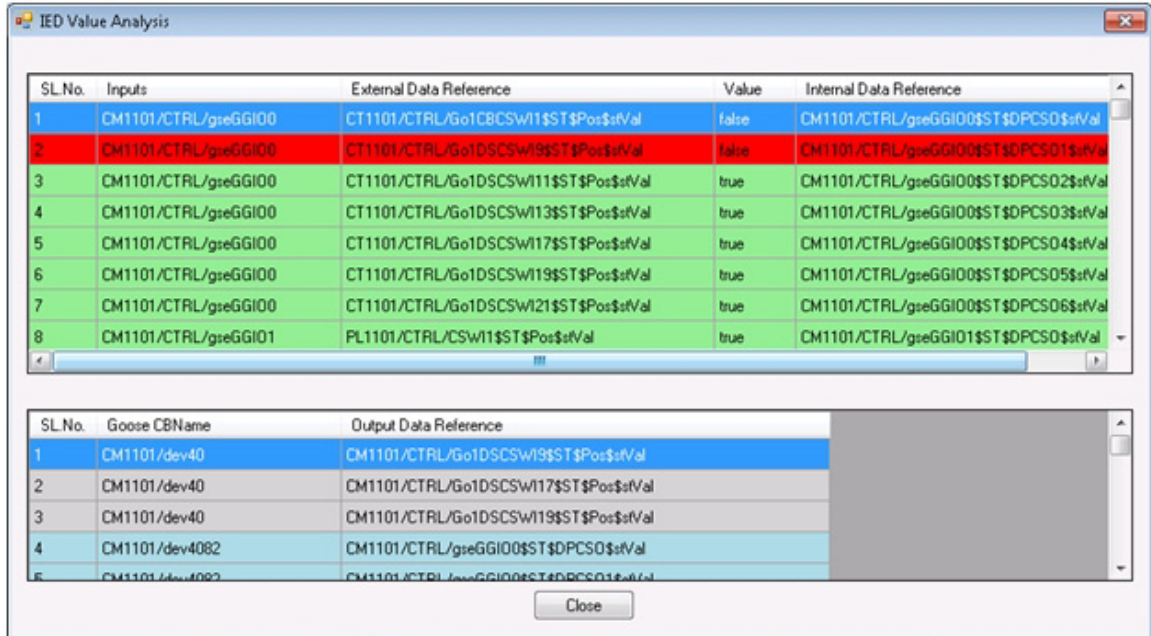 IED Value Analysis
SL.No. Inputs External Data Reference Value Internal Data Reference
1 CM1101/CTRL/gseGGIO0 CT1101/CTRL/Go1CBCSWI1$ST$Pos$stVal false CM1101/CTRL/gseGGIO0$ST$DPCSO$stVal
2 CM1101/CTRL/gseGGIO0 CT1101/CTRL/Go1DSCSWI9$ST$Pos$stVal false CM1101/CTRL/gseGGIO0$ST$DPCSO1$stVal
3 CM1101/CTRL/gseGGIO0 CT1101/CTRL/Go1DSCSWI11$ST$Pos$stVal true CM1101/CTRL/gseGGIO0$ST$DPCSO2$stVal
4 CM1101/CTRL/gseGGIO0 CT1101/CTRL/Go1DSCSWI13$ST$Pos$stVal true CM1101/CTRL/gseGGIO0$ST$DPCSO3$stVal
5 CM1101/CTRL/gseGGIO0 CT1101/CTRL/Go1DSCSWI17$ST$Pos$stVal true CM1101/CTRL/gseGGIO0$ST$DPCSO4$stVal
6 CM1101/CTRL/gseGGIO0 CT1101/CTRL/Go1DSCSWI19$ST$Pos$stVal true CM1101/CTRL/gseGGIO0$ST$DPCSO5$stVal
7 CM1101/CTRL/gseGGIO0 CT1101/CTRL/Go1DSCSWI21$ST$Pos$stVal true CM1101/CTRL/gseGGIO0$ST$DPCSO6$stVal
8 CM1101/CTRL/gseGGIO1 PL1101/CTRL/CSWI1$ST$Pos$stVal true CM1101/CTRL/gseGGIO1$ST$DPCSO$stVal
SL.No. Goose CBName Output Data Reference
1 CM1101/dev40 CM1101/CTRL/Go1DSCSWI9$ST$Pos$stVal
2 CM1101/dev40 CM1101/CTRL/Go1DSCSWI17$ST$Pos$stVal
3 CM1101/dev40 CM1101/CTRL/Go1DSCSWI19$ST$Pos$stVal
4 CM1101/dev4082 CM1101/CTRL/gseGGIO0$ST$DPCSO$stVal
5 CM1101/dev4082 CM1101/CTRL/gseGGIO0$ST$DPCSO1$stVal
Close